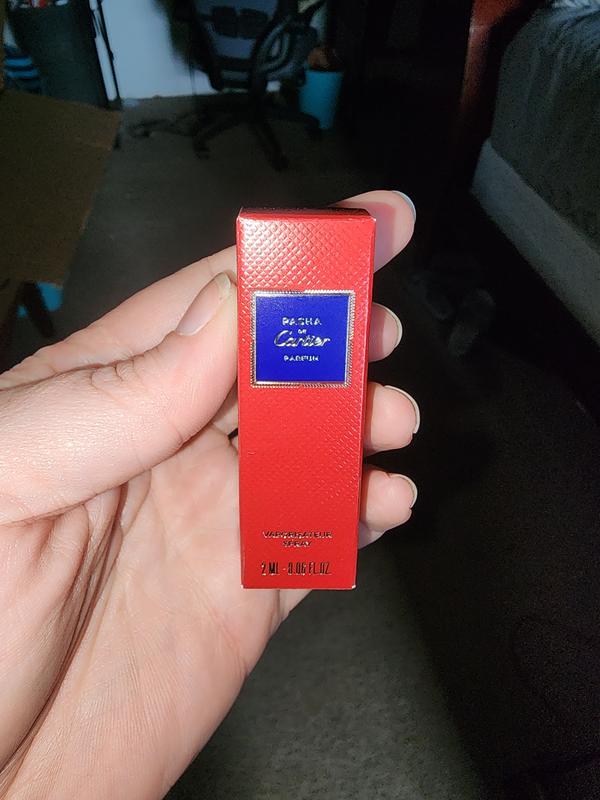 PASHA
DE
Cartier
PARFUM
VAPORISATEUR
SPRAY
2 ML - 0.06 FL.OZ.